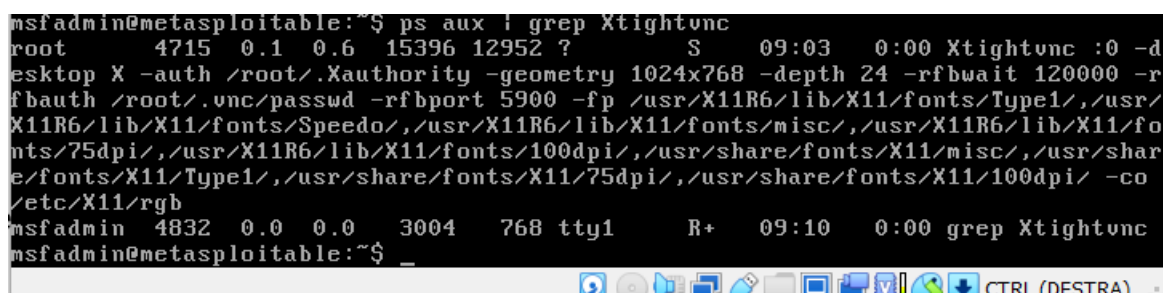 msfadmin@metasploitable:~$ ps aux | grep Xtightvnc
root      4715  0.1  0.6  15396 12952 ?        S    09:03   0:00 Xtightvnc :0 -d
esktop X -auth /root/.Xauthority -geometry 1024x768 -depth 24 -rfbwait 120000 -r
fbauth /root/.vnc/passwd -rfbport 5900 -fp /usr/X11R6/lib/X11/fonts/Type1/,/usr/
X11R6/lib/X11/fonts/Speedo/,/usr/X11R6/lib/X11/fonts/misc/,/usr/X11R6/lib/X11/fo
nts/75dpi/,/usr/X11R6/lib/X11/fonts/100dpi/,/usr/share/fonts/X11/misc/,/usr/shar
e/fonts/X11/Type1/,/usr/share/fonts/X11/75dpi/,/usr/share/fonts/X11/100dpi/ -co
/etc/X11/rgb
msfadmin  4832  0.0  0.0   3004   768 tty1     R+   09:10   0:00 grep Xtightvnc
msfadmin@metasploitable:~$ _
CTRL (DESTRA)